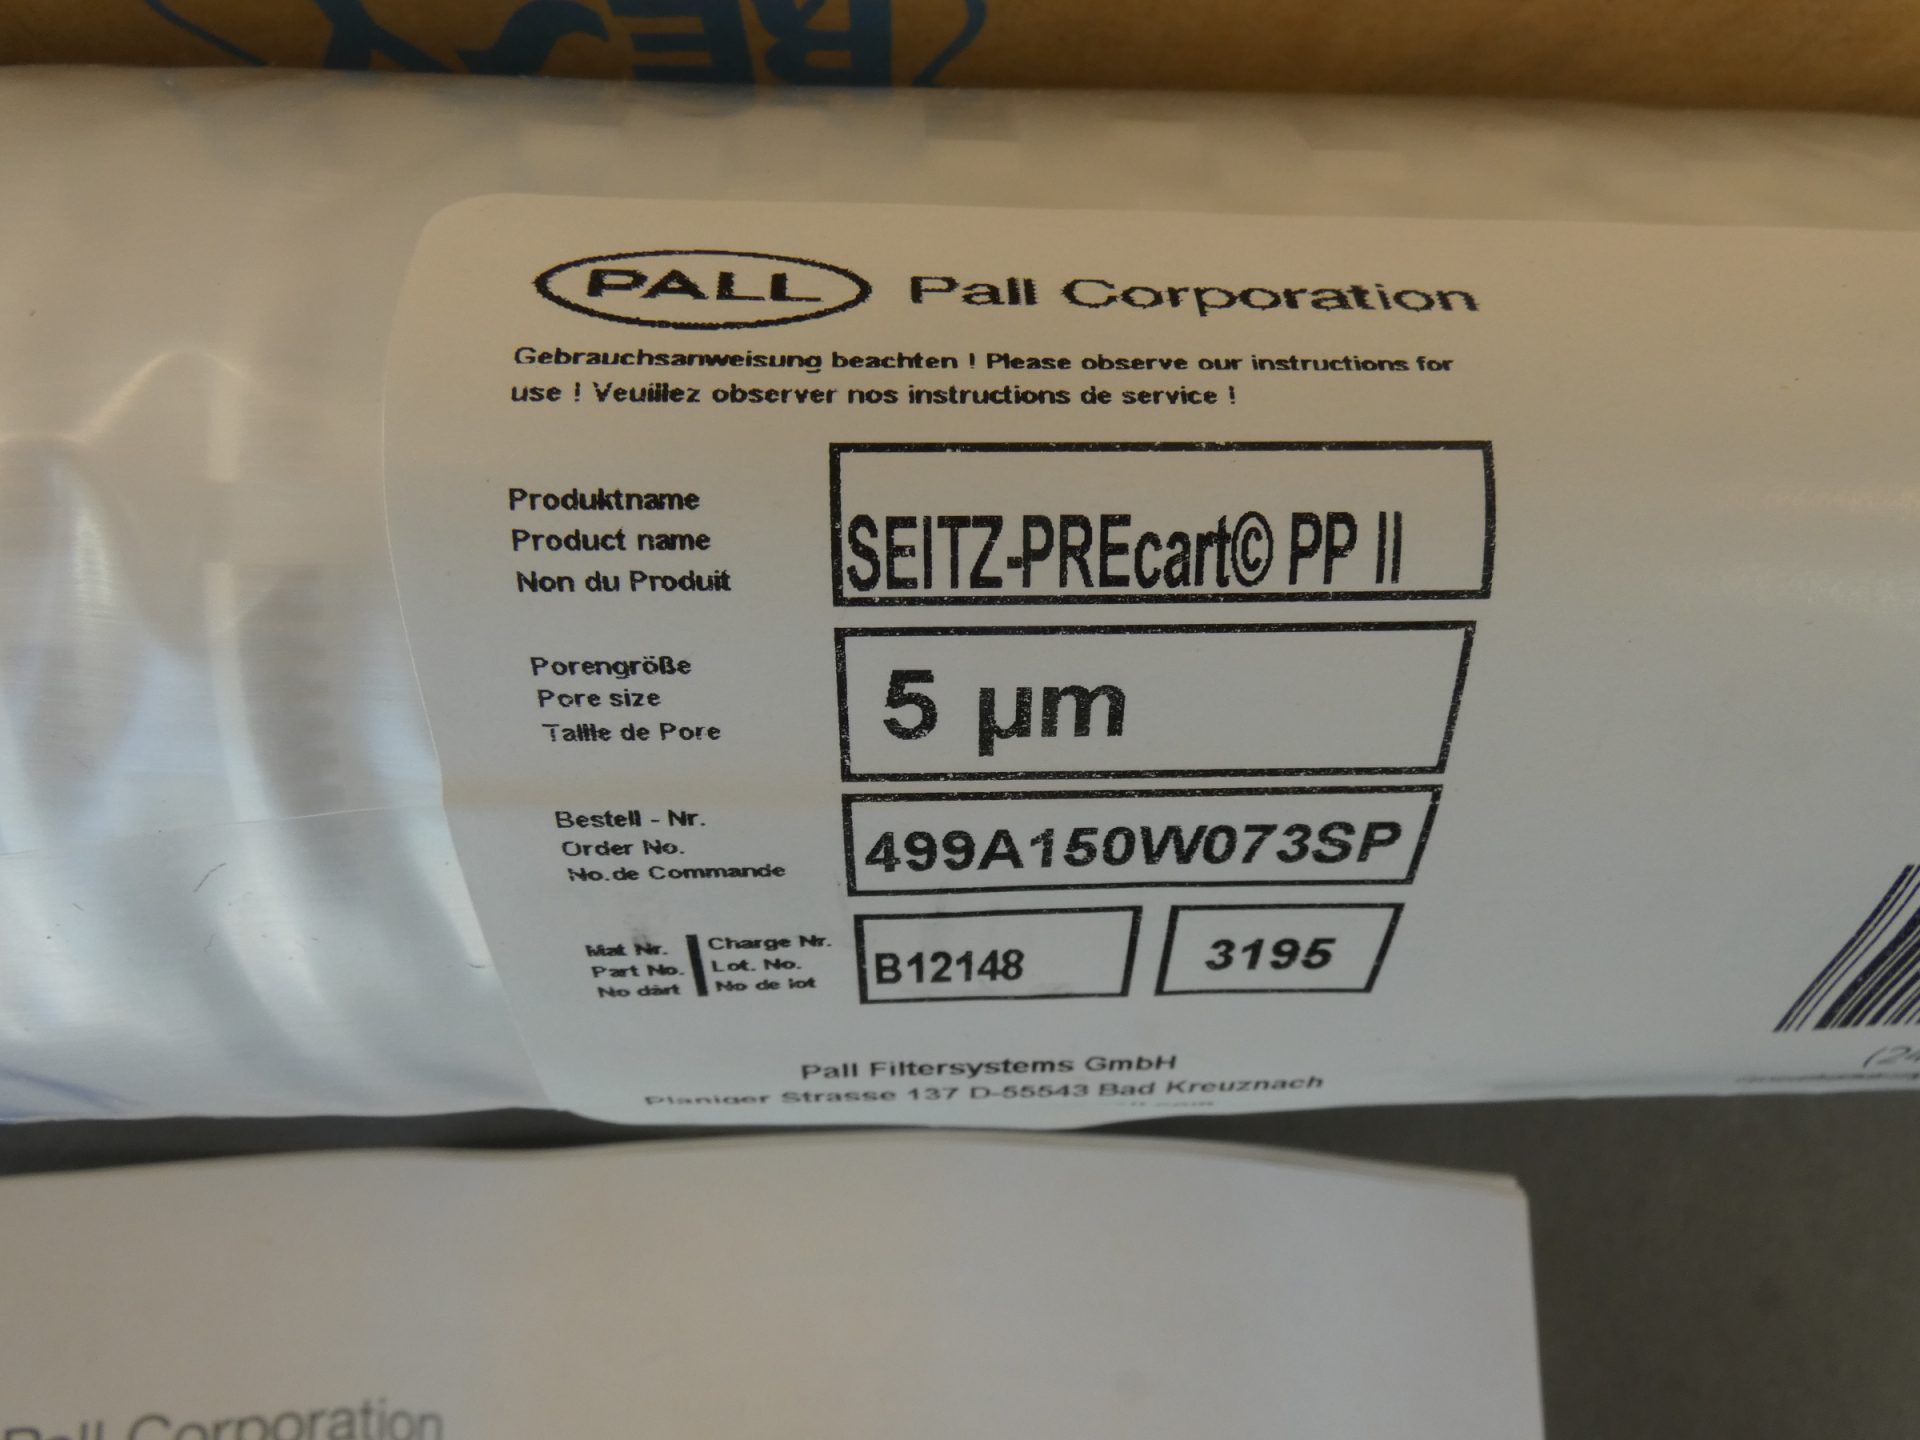 PALL Pall Corporation
Gebrauchsanweisung beachten ! Please observe our instructions for
use ! Veuillez observer nos instructions de service !
Produktname
Product name
Non du Produit
SEITZ-PREcart© PP II
Porengröße
Pore size
Taille de Pore
5 µm
Bestell - Nr.
Order No.
No.de Commande
499A150W073SP
Mat Nr.
Part No.
No dárt
Charge Nr.
Lot. No.
No de lot
B12148
3195
Pall Filtersystems GmbH
Planiger Strasse 137 D-55543 Bad Kreuznach
(24
Pall Corporation